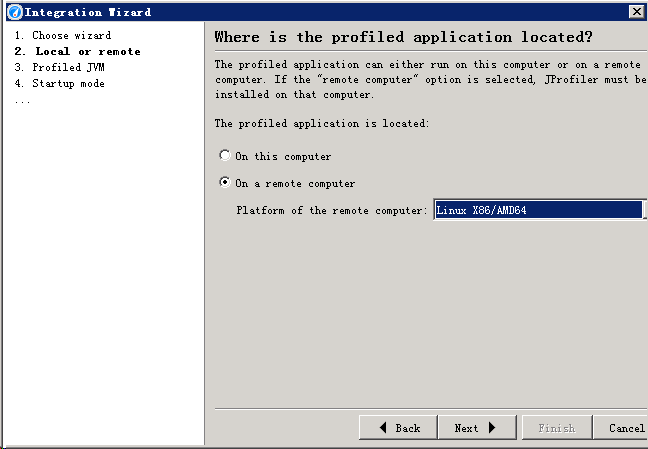 Integration Wizard
1. Choose wizard
2. Local or remote
3. Profiled JVM
4. Startup mode
...
Where is the profiled application located?
The profiled application can either run on this computer or on a remote
computer. If the "remote computer" option is selected, JProfiler must be
installed on that computer.
The profiled application is located:
On this computer
On a remote computer
Platform of the remote computer: Linux X86/AMD64
Back Next Finish Cancel